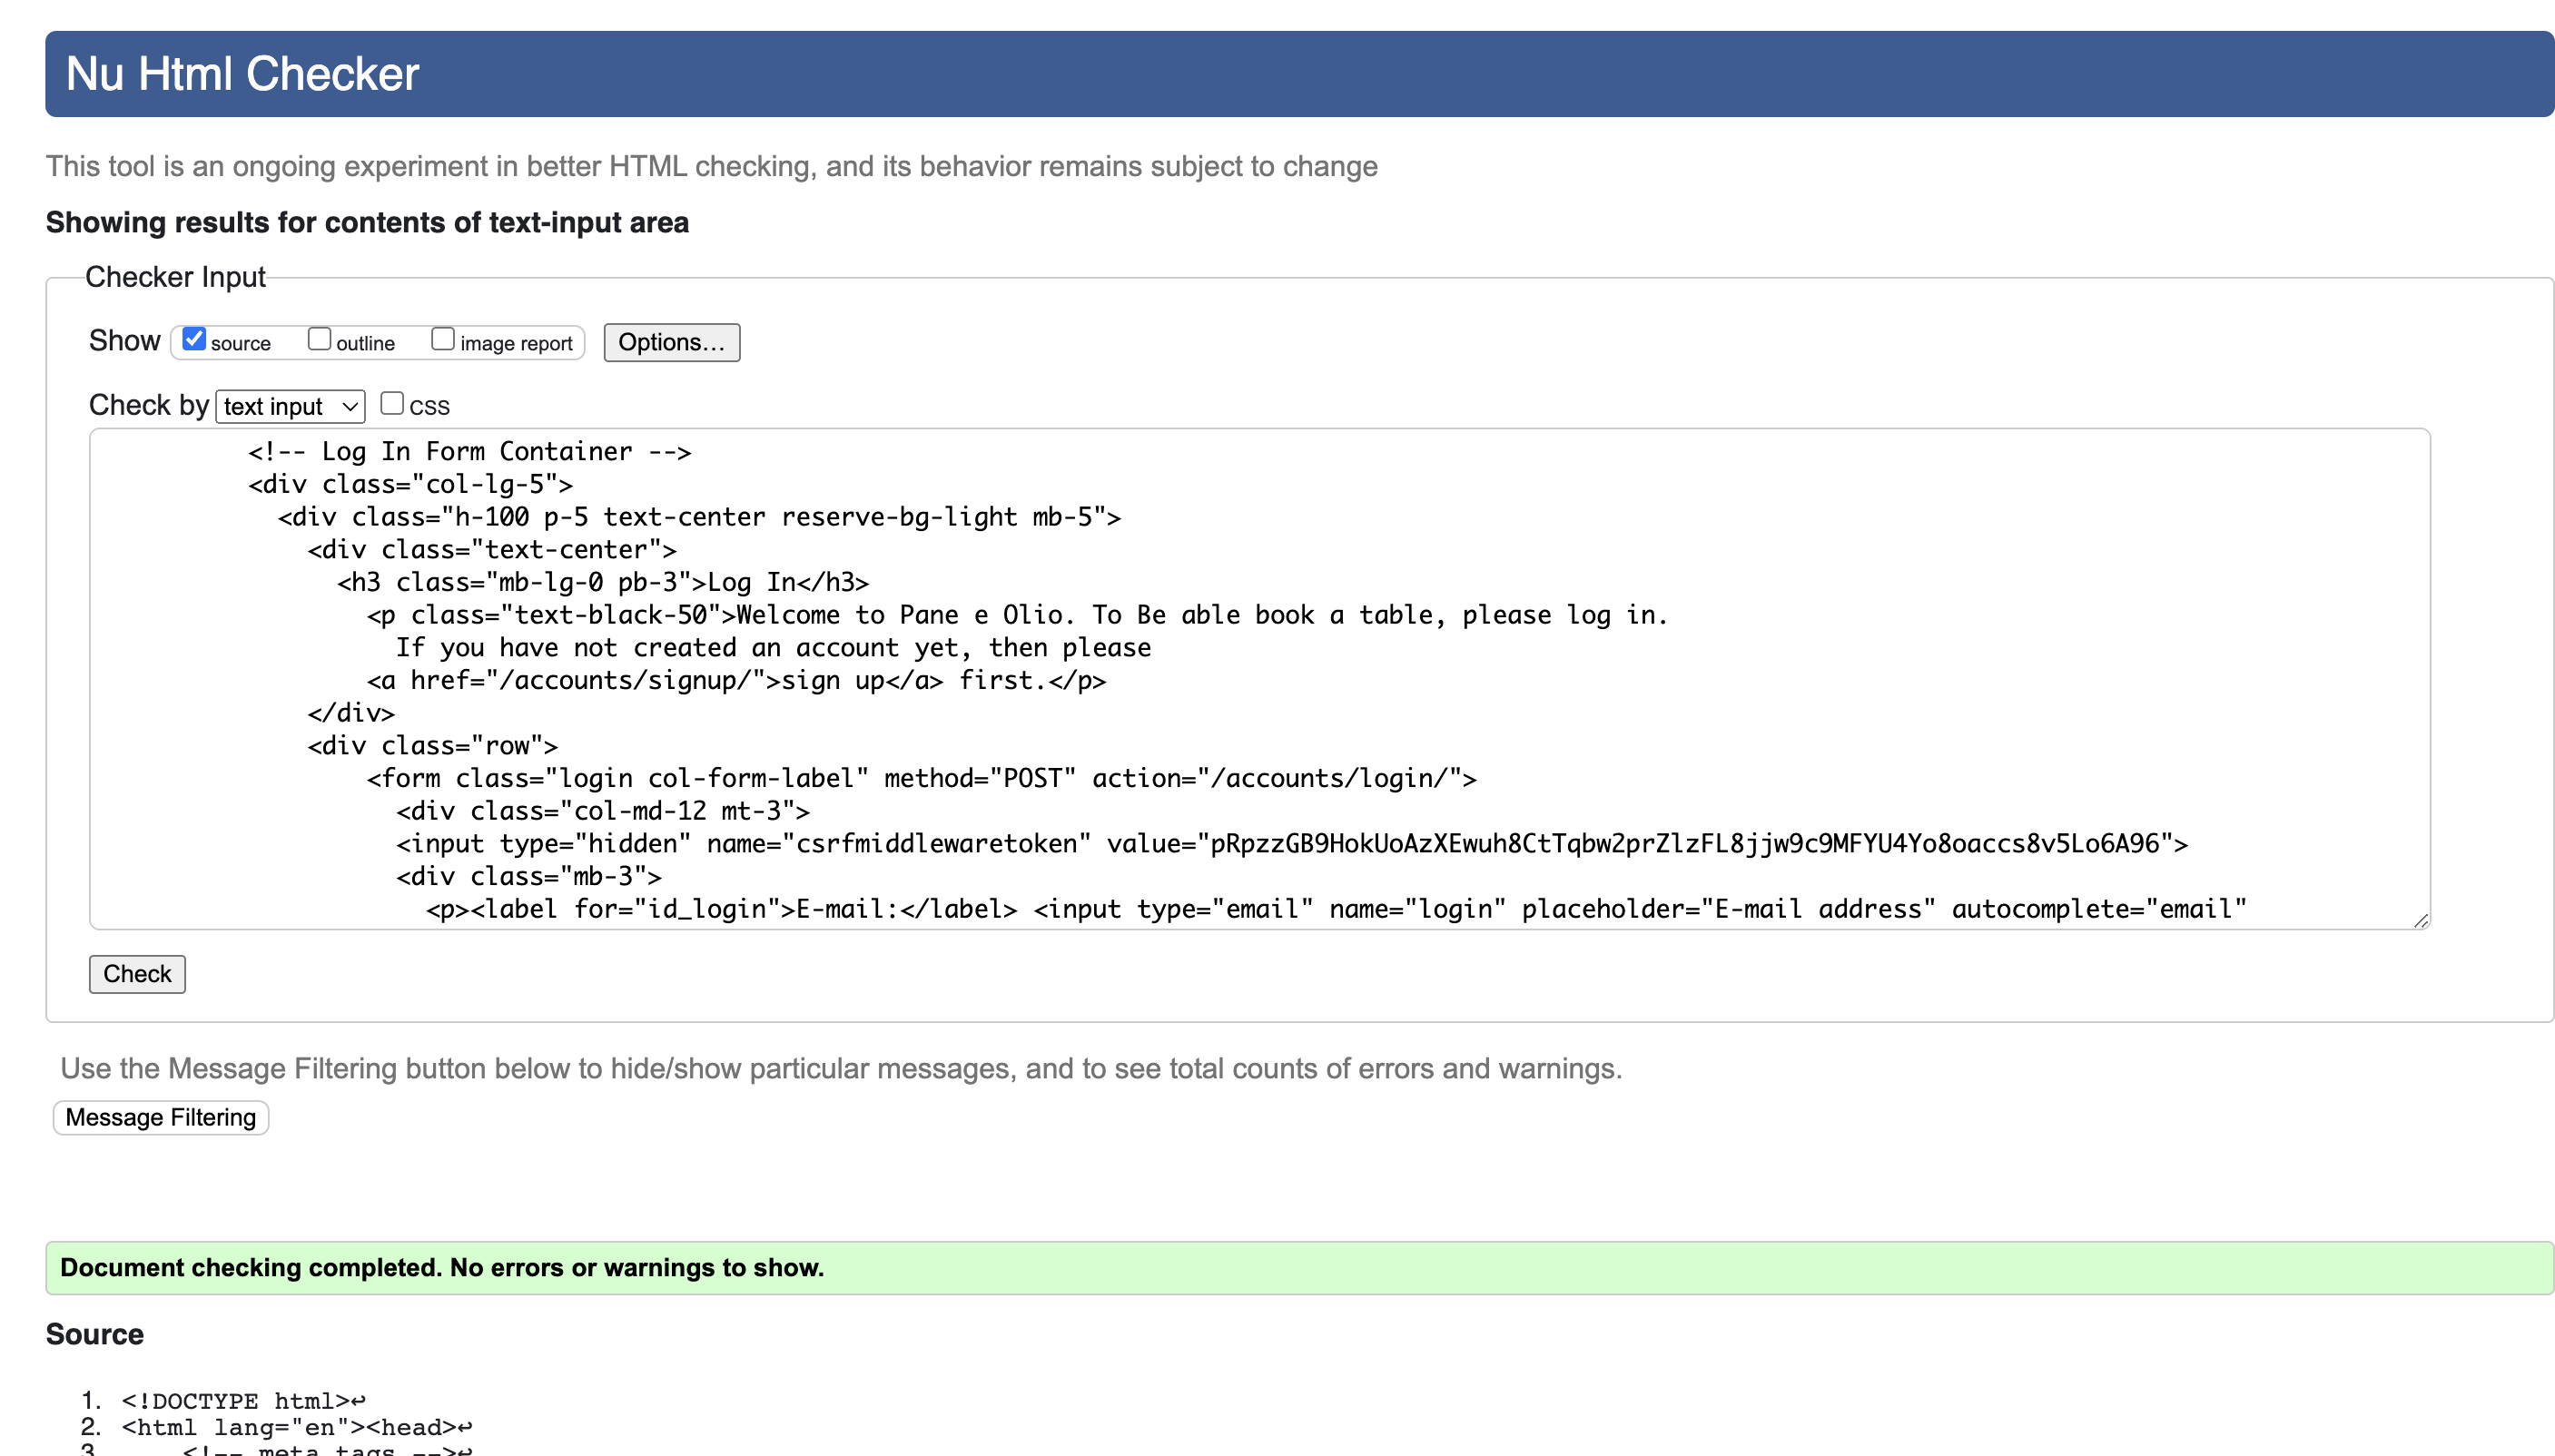 Nu Html Checker
This tool is an ongoing experiment in better HTML checking, and its behavior remains subject to change
Showing results for contents of text-input area
Checker Input
Show source outline image report Options…
Check by text input CSS
<!-- Log In Form Container -->
<div class="col-lg-5">
<div class="h-100 p-5 text-center reserve-bg-light mb-5">
<div class="text-center">
<h3 class="mb-lg-0 pb-3">Log In</h3>
<p class="text-black-50">Welcome to Pane e Olio. To Be able book a table, please log in.
If you have not created an account yet, then please
<a href="/accounts/signup/">sign up</a> first.</p>
</div>
<div class="row">
<form class="login col-form-label" method="POST" action="/accounts/login/">
<div class="col-md-12 mt-3">
<input type="hidden" name="csrfmiddlewaretoken" value="pRpzzGB9HokUoAzXEwuh8CtTqbw2prZlzFL8jjw9c9MFYU4Yo8oaccs8v5Lo6A96">
<div class="mb-3">
<p><label for="id_login">E-mail:</label> <input type="email" name="login" placeholder="E-mail address" autocomplete="email"
Check
Use the Message Filtering button below to hide/show particular messages, and to see total counts of errors and warnings.
Message Filtering
Document checking completed. No errors or warnings to show.
Source
1. <!DOCTYPE html>↩
2. <html lang="en"><head>↩
3. <!-- meta tags -->↩